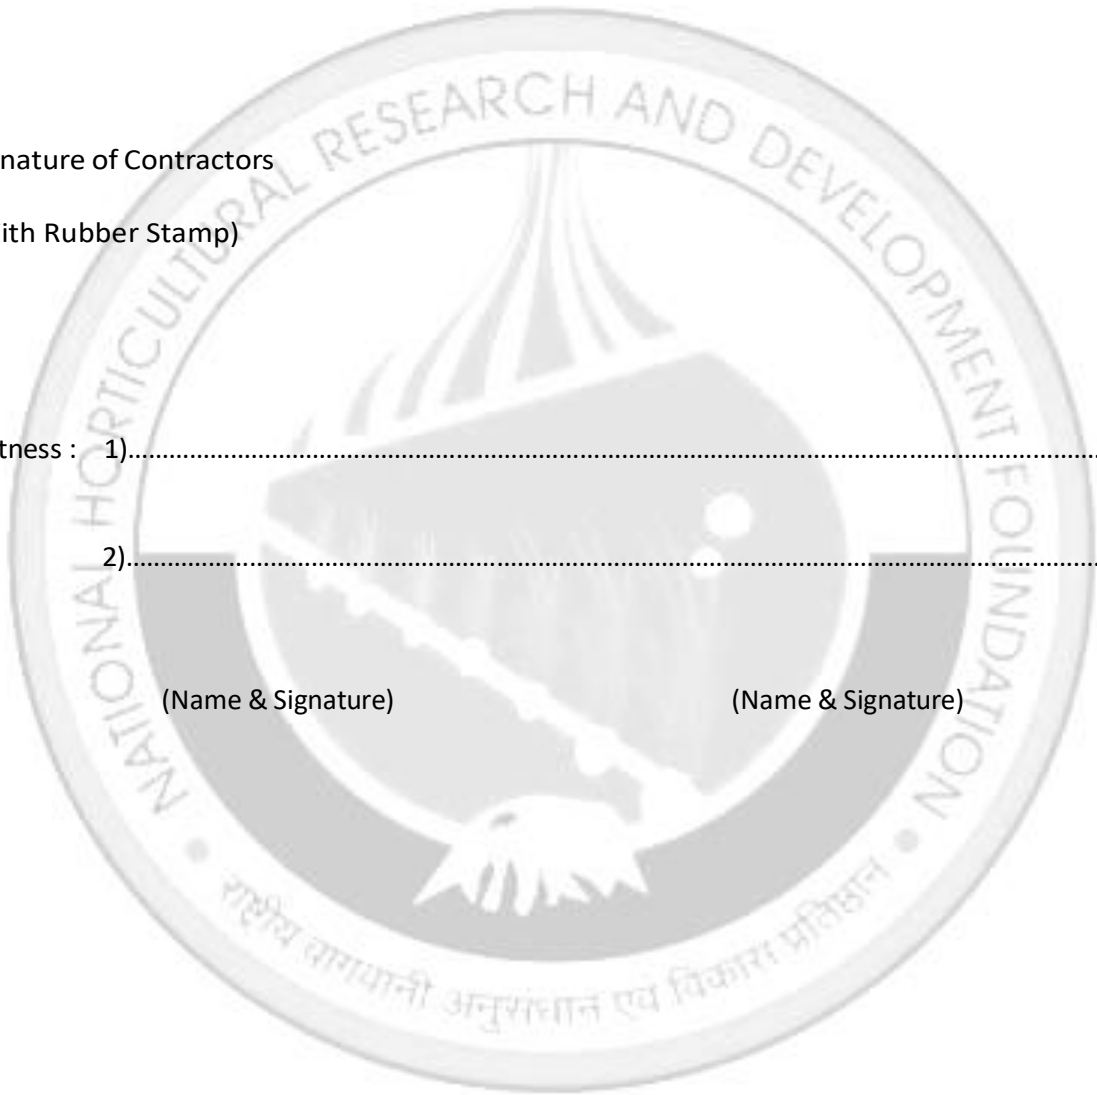 nature of Contractors
ith Rubber Stamp)
tness : 1)....................................................................................................................................................
2)....................................................................................................................................................
(Name & Signature) (Name & Signature)
NATIONAL HORTICULTURAL RESEARCH AND DEVELOPMENT FOUNDATION
राष्ट्रीय बागवानी अनुसंधान एवं विकास प्रतिष्ठान